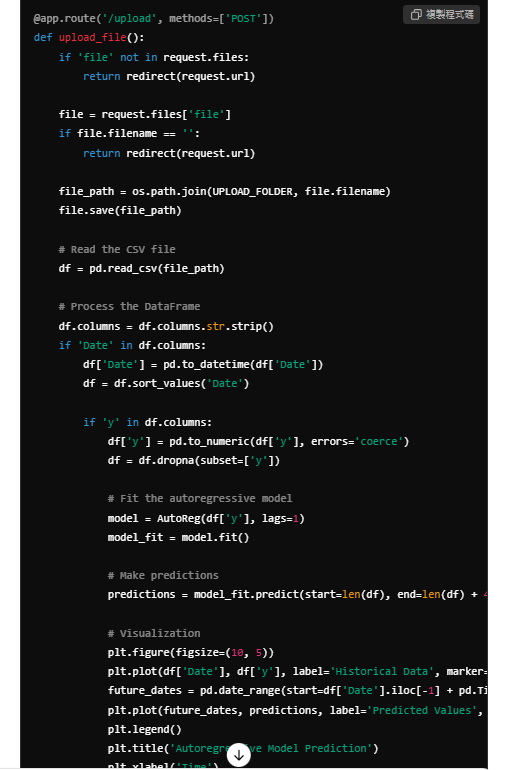 複製程式碼
@app.route('/upload', methods=['POST'])
def upload_file():
    if 'file' not in request.files:
        return redirect(request.url)

    file = request.files['file']
    if file.filename == '':
        return redirect(request.url)

    file_path = os.path.join(UPLOAD_FOLDER, file.filename)
    file.save(file_path)

    # Read the CSV file
    df = pd.read_csv(file_path)

    # Process the DataFrame
    df.columns = df.columns.str.strip()
    if 'Date' in df.columns:
        df['Date'] = pd.to_datetime(df['Date'])
        df = df.sort_values('Date')

        if 'y' in df.columns:
            df['y'] = pd.to_numeric(df['y'], errors='coerce')
            df = df.dropna(subset=['y'])

            # Fit the autoregressive model
            model = AutoReg(df['y'], lags=1)
            model_fit = model.fit()

            # Make predictions
            predictions = model_fit.predict(start=len(df), end=len(df) +

            # Visualization
            plt.figure(figsize=(10, 5))
            plt.plot(df['Date'], df['y'], label='Historical Data', marker=
            future_dates = pd.date_range(start=df['Date'].iloc[-1] + pd.Ti
            plt.plot(future_dates, predictions, label='Predicted Values',
            plt.legend()
            plt.title('Autoregressive Model Prediction')
            plt.xlabel('Time')